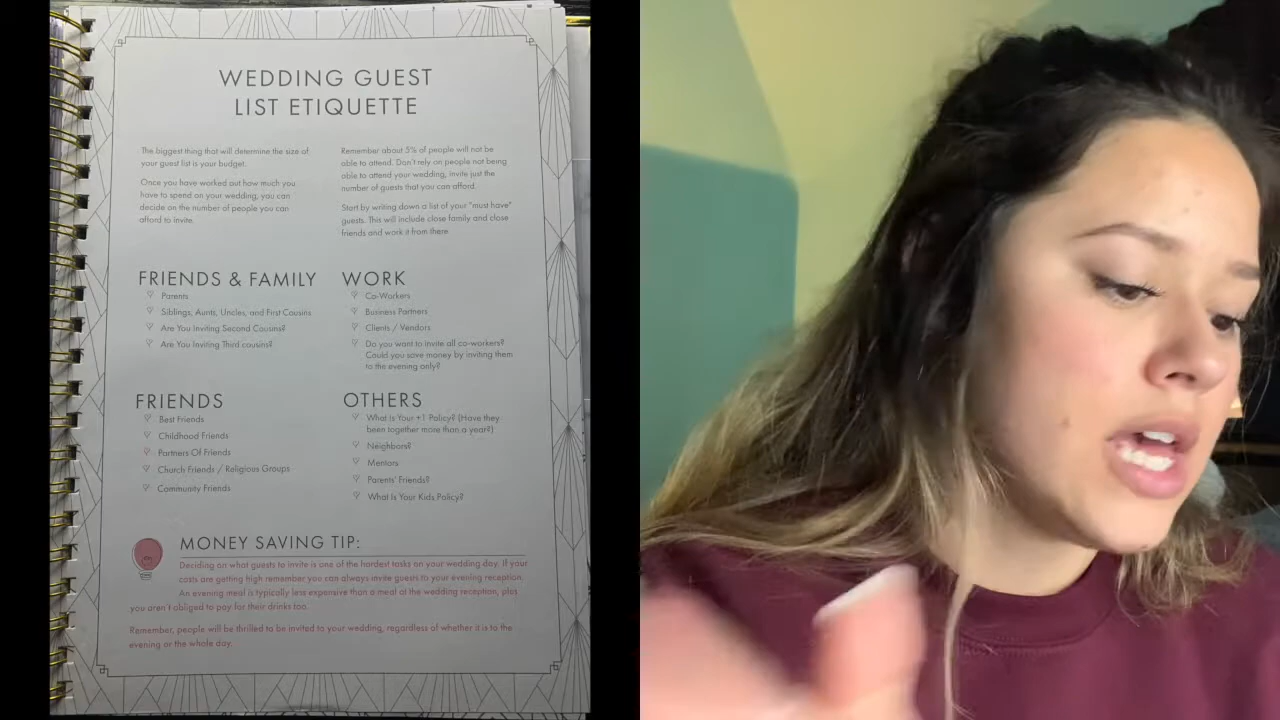 WEDDING GUEST
LIST ETIQUETTE
The biggest thing that will determine the size of
your guest list is your budget.
Once you have worked out how much you
have to spend on your wedding, you can
decide on the number of people you can
afford to invite.
Remember about 5% of people will not be
able to attend. Don't rely on people not being
able to attend your wedding, invite just the
number of guests that you can afford.
Start by writing down a list of your "must have"
guests. This will include close family and close
friends and work it from there.
FRIENDS & FAMILY
Parents
Siblings, Aunts, Uncles, and First Cousins
Are You Inviting Second Cousins?
Are You Inviting Third cousins?
WORK
Co-Workers
Business Partners
Clients / Vendors
Do you want to invite all co-workers?
Could you save money by inviting them
to the evening only?
FRIENDS
Best Friends
Childhood Friends
Partners Of Friends
Church Friends / Religious Groups
Community Friends
OTHERS
What Is Your +1 Policy? (Have they
been together more than a year?)
Neighbors?
Mentors
Parents' Friends?
What Is Your Kids Policy?
MONEY SAVING TIP:
Deciding on what guests to invite is one of the hardest tasks on your wedding day. If your
costs are getting high remember you can always invite guests to your evening reception.
An evening meal is typically less expensive than a meal at the wedding reception, plus
you aren't obliged to pay for their drinks too.
Remember, people will be thrilled to be invited to your wedding, regardless of whether it is to the
evening or the whole day.